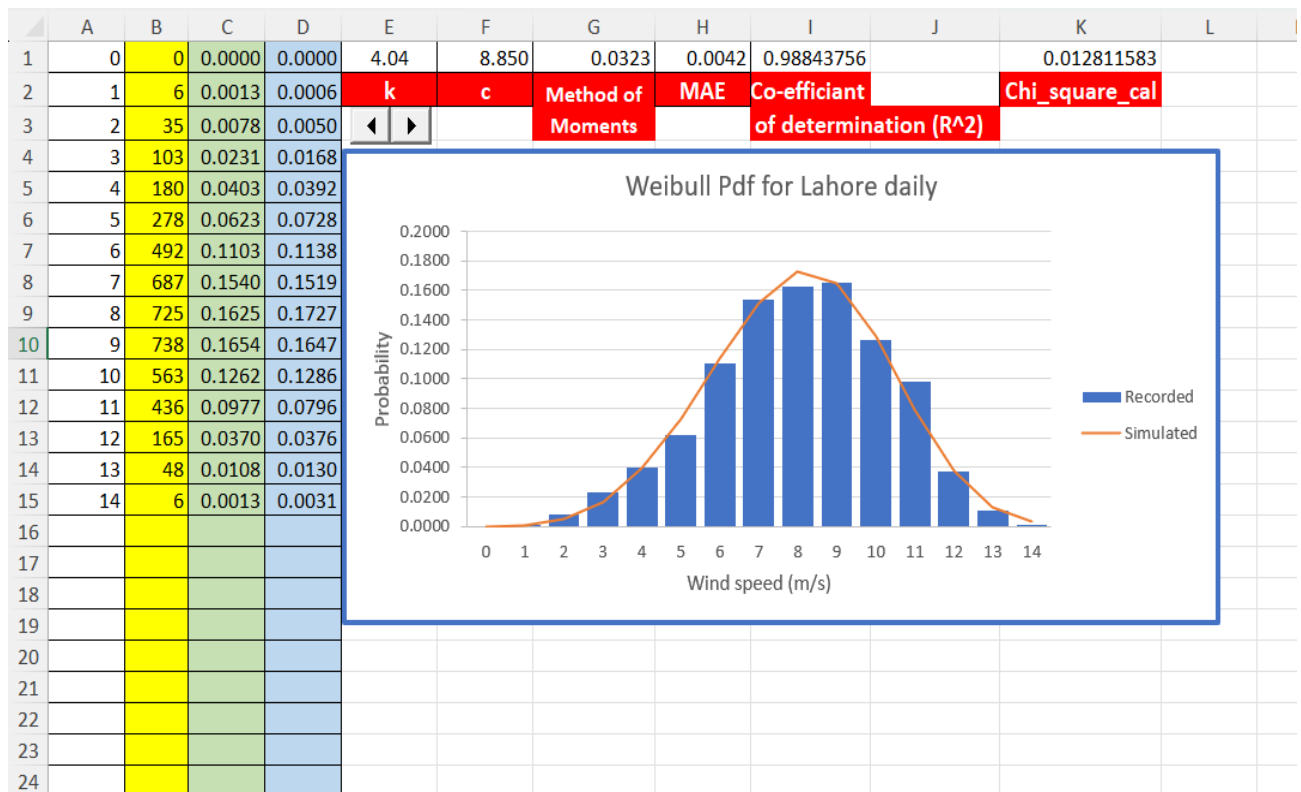 A B C D E F G H I J K L
1 0 0 0.0000 0.0000 4.04 8.850 0.0323 0.0042 0.98843756 0.012811583
2 1 6 0.0013 0.0006 k c Method of MAE Co-efficiant Chi_square_cal
3 2 35 0.0078 0.0050 Moments of determination (R^2)
4 3 103 0.0231 0.0168
5 4 180 0.0403 0.0392
6 5 278 0.0623 0.0728
7 6 492 0.1103 0.1138
8 7 687 0.1540 0.1519
9 8 725 0.1625 0.1727
10 9 738 0.1654 0.1647
11 10 563 0.1262 0.1286
12 11 436 0.0977 0.0796
13 12 165 0.0370 0.0376
14 13 48 0.0108 0.0130
15 14 6 0.0013 0.0031
16
17
18
19
20
21
22
23
24
Weibull Pdf for Lahore daily
Probability
0.2000
0.1800
0.1600
0.1400
0.1200
0.1000
0.0800
0.0600
0.0400
0.0200
0.0000
0 1 2 3 4 5 6 7 8 9 10 11 12 13 14
Wind speed (m/s)
Recorded
Simulated